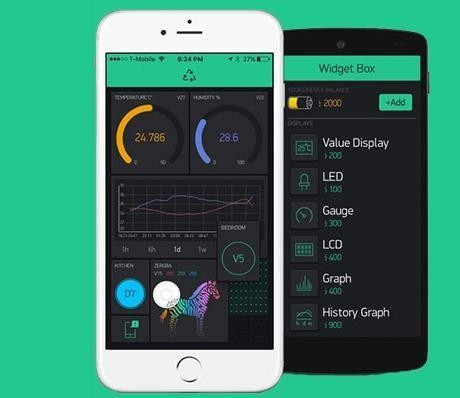 T-Mobile 6:24 PM 27%
TEMPERATURE C° V27
HUMIDITY % V22
24.786
28.6
0 50
0 100
1h 6h 1d 1w
BEDROOM
V5
KITCHEN
D7
ZERGBA
V15
Widget Box
YOUR ENERGY BALANCE
2000
+Add
DISPLAYS
25°C
Value Display
200
LED
100
Gauge
300
LCD
400
Graph
400
History Graph
900